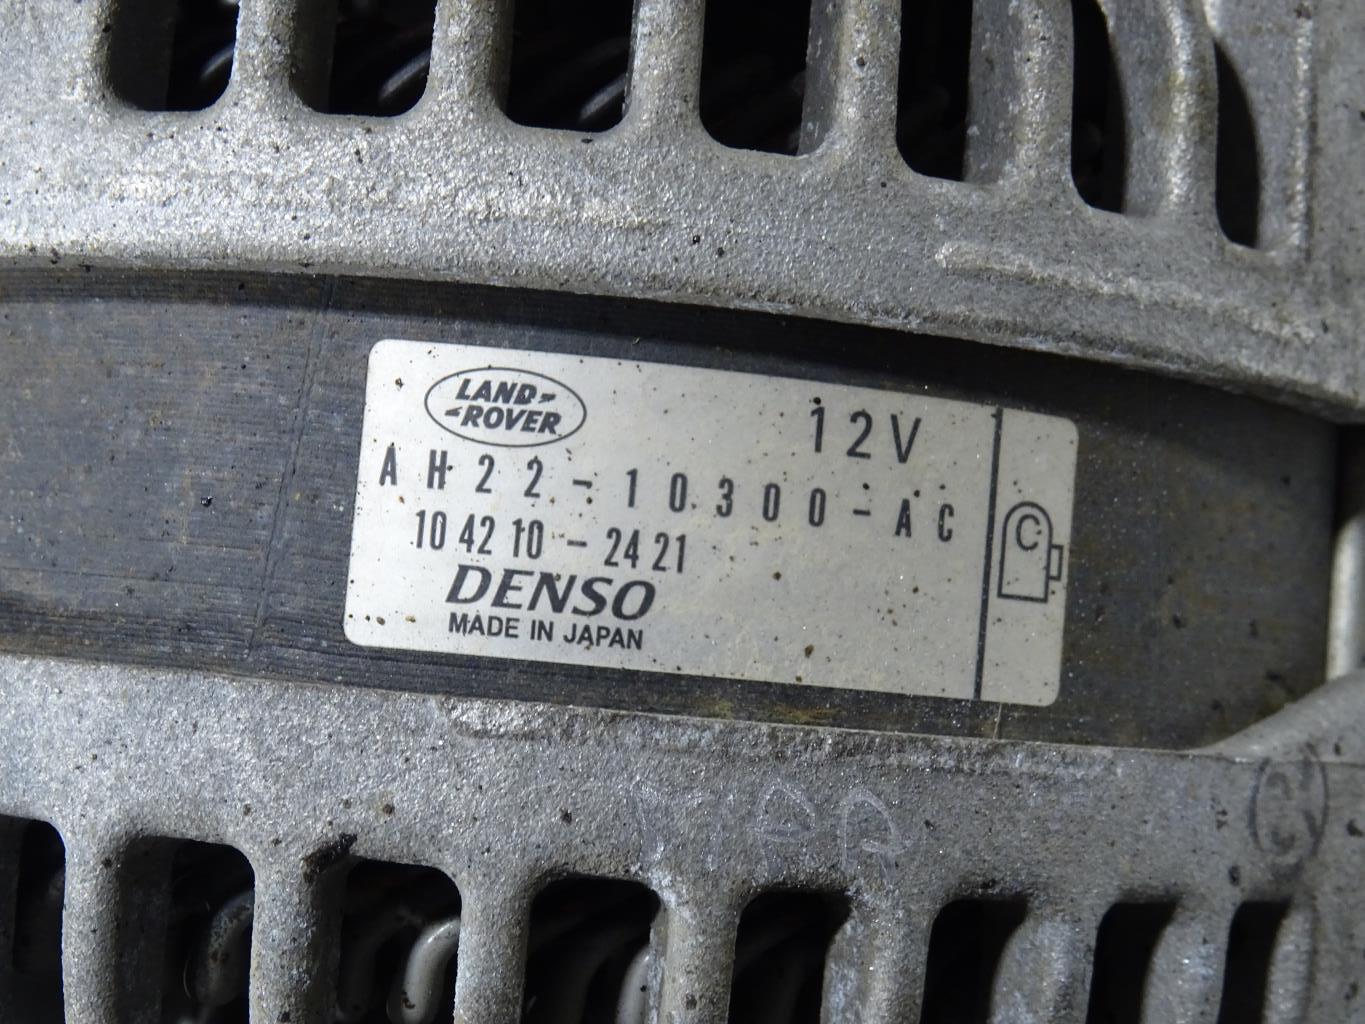 LAND
ROVER
12V
AH22-10300-AC
104210-2421
DENSO
MADE IN JAPAN
C